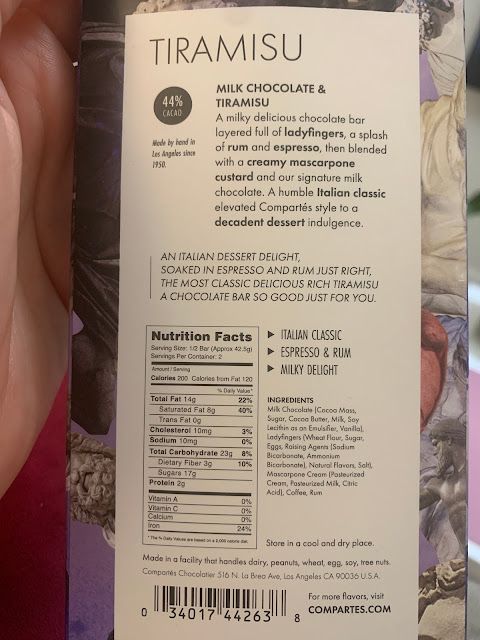 TIRAMISU
44%
CACAO
Made by hand in
Los Angeles since
1950.
MILK CHOCOLATE &
TIRAMISU
A milky delicious chocolate bar
layered full of ladyfingers, a splash
of rum and espresso, then blended
with a creamy mascarpone
custard and our signature milk
chocolate. A humble Italian classic
elevated Compartés style to a
decadent dessert indulgence.
AN ITALIAN DESSERT DELIGHT,
SOAKED IN ESPRESSO AND RUM JUST RIGHT,
THE MOST CLASSIC DELICIOUS RICH TIRAMISU
A CHOCOLATE BAR SO GOOD JUST FOR YOU.
Nutrition Facts
Serving Size: 1/2 Bar (Approx 42.5g)
Servings Per Container: 2
Amount / Serving
Calories 200 Calories from Fat 120
% Daily Value*
Total Fat 14g 22%
Saturated Fat 8g 40%
Trans Fat 0g
Cholesterol 10mg 3%
Sodium 10mg 0%
Total Carbohydrate 23g 8%
Dietary Fiber 3g 10%
Sugars 17g
Protein 2g
Vitamin A 0%
Vitamin C 0%
Calcium 0%
Iron 24%
* The % Daily Values are based on a 2,000 calorie diet.
ITALIAN CLASSIC
ESPRESSO & RUM
MILKY DELIGHT
INGREDIENTS
Milk Chocolate (Cocoa Mass,
Sugar, Cocoa Butter, Milk, Soy
Lecithin as an Emulsifier, Vanilla),
Ladyfingers (Wheat Flour, Sugar,
Eggs, Raising Agents (Sodium
Bicarbonate, Ammonium
Bicarbonate), Natural Flavors, Salt),
Mascarpone Cream (Pasteurized
Cream, Pasteurized Milk, Citric
Acid), Coffee, Rum
Store in a cool and dry place.
Made in a facility that handles dairy, peanuts, wheat, egg, soy, tree nuts.
Compartés Chocolatier 516 N. La Brea Ave, Los Angeles CA 90036 U.S.A.
0 34017 44263 8
For more flavors, visit
COMPARTES.COM